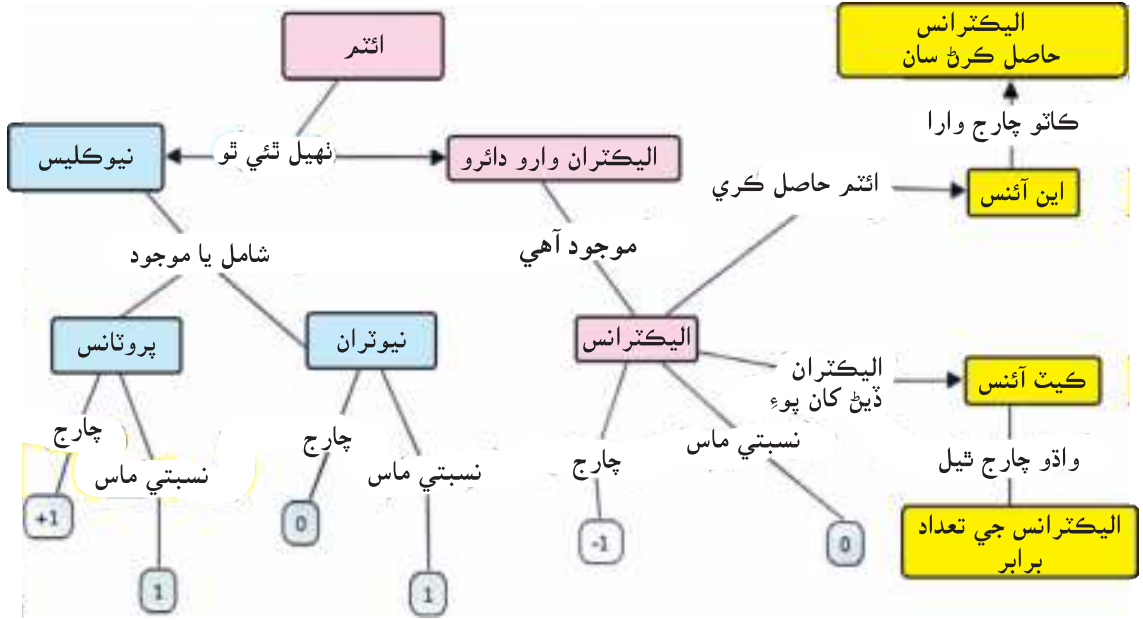 ائٽم
اليڪٽرانس
حاصل ڪرڻ سان
ڪاٽو چارج وارا
نيوڪليس
ٺهيل ٿئي ٿو
اليڪٽران وارو دائرو
ائٽم حاصل ڪري
اين آئنس
شامل يا موجود
موجود آهي
پروٽانس
نيوٽران
اليڪٽرانس
اليڪٽران
ڏيڻ کان پوءِ
ڪيٽ آئنس
چارج
نسبتي ماس
چارج
نسبتي ماس
چارج
نسبتي ماس
واڌو چارج ٿيل
+1
1
0
1
-1
0
اليڪٽرانس جي تعداد
برابر